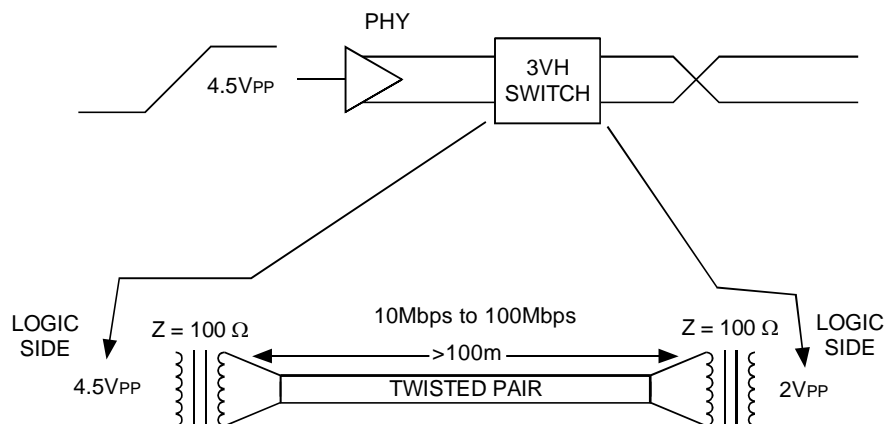 PHY
4.5VPP
3VH
SWITCH
10Mbps to 100Mbps
LOGIC
SIDE
Z = 100 Ω
Z = 100 Ω
LOGIC
SIDE
>100m
4.5VPP
TWISTED PAIR
2VPP